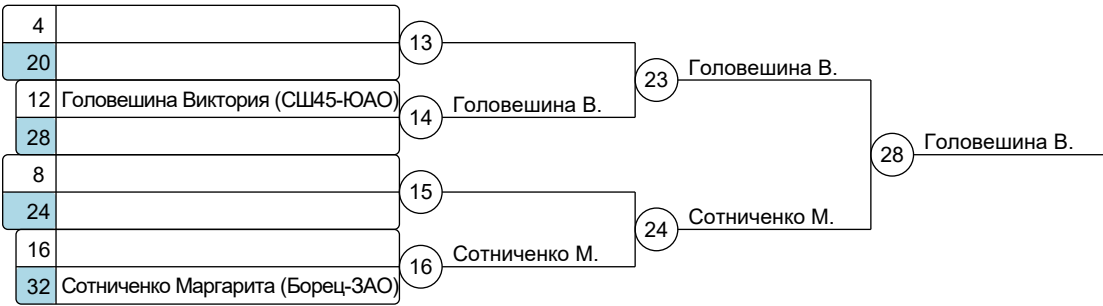 4
13
20
Головешина В.
23
12 Головешина Виктория (СШ45-ЮАО)
14
Головешина В.
28
28
Головешина В.
8
15
24
Сотниченко М.
24
16
16
Сотниченко М.
32 Сотниченко Маргарита (Борец-ЗАО)